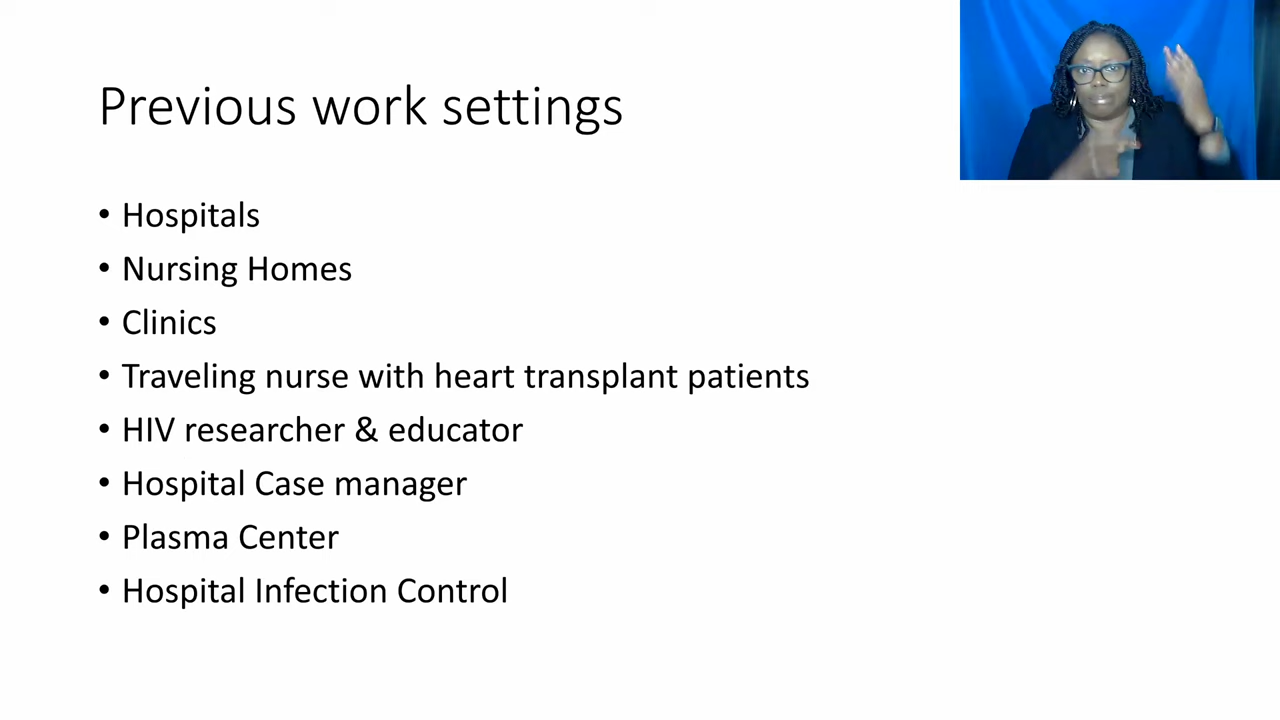 Previous work settings
• Hospitals
• Nursing Homes
• Clinics
• Traveling nurse with heart transplant patients
• HIV researcher & educator
• Hospital Case manager
• Plasma Center
• Hospital Infection Control